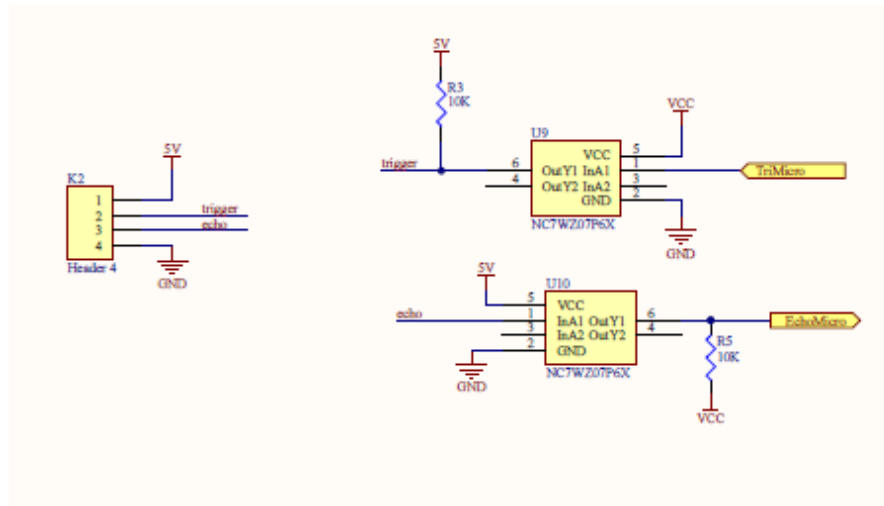 K2
5V
1
2
3
4
trigger
echo
GND
Header 4
5V
R3
10K
trigger
U9
VCC
6 OutY1 InA1 1
4 OutY2 InA2 3
VCC 5
GND 2
NC7WZ07P6X
TriMicro
GND
5V
U10
echo
5 VCC
1 InA1 OutY1 6
3 InA2 OutY2 4
2 GND
NC7WZ07P6X
GND
EchoMicro
R5
10K
VCC